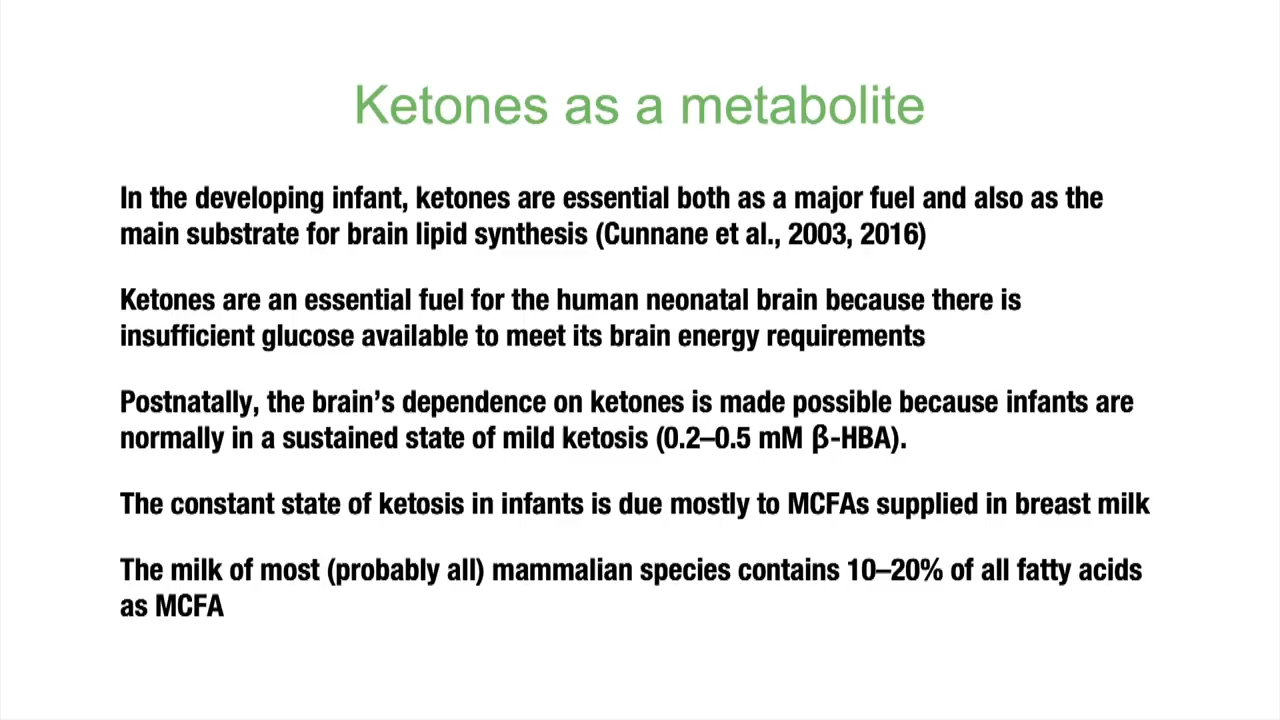 Ketones as a metabolite
In the developing infant, ketones are essential both as a major fuel and also as the
main substrate for brain lipid synthesis (Cunnane et al., 2003, 2016)
Ketones are an essential fuel for the human neonatal brain because there is
insufficient glucose available to meet its brain energy requirements
Postnatally, the brain’s dependence on ketones is made possible because infants are
normally in a sustained state of mild ketosis (0.2–0.5 mM β-HBA).
The constant state of ketosis in infants is due mostly to MCFAs supplied in breast milk
The milk of most (probably all) mammalian species contains 10–20% of all fatty acids
as MCFA